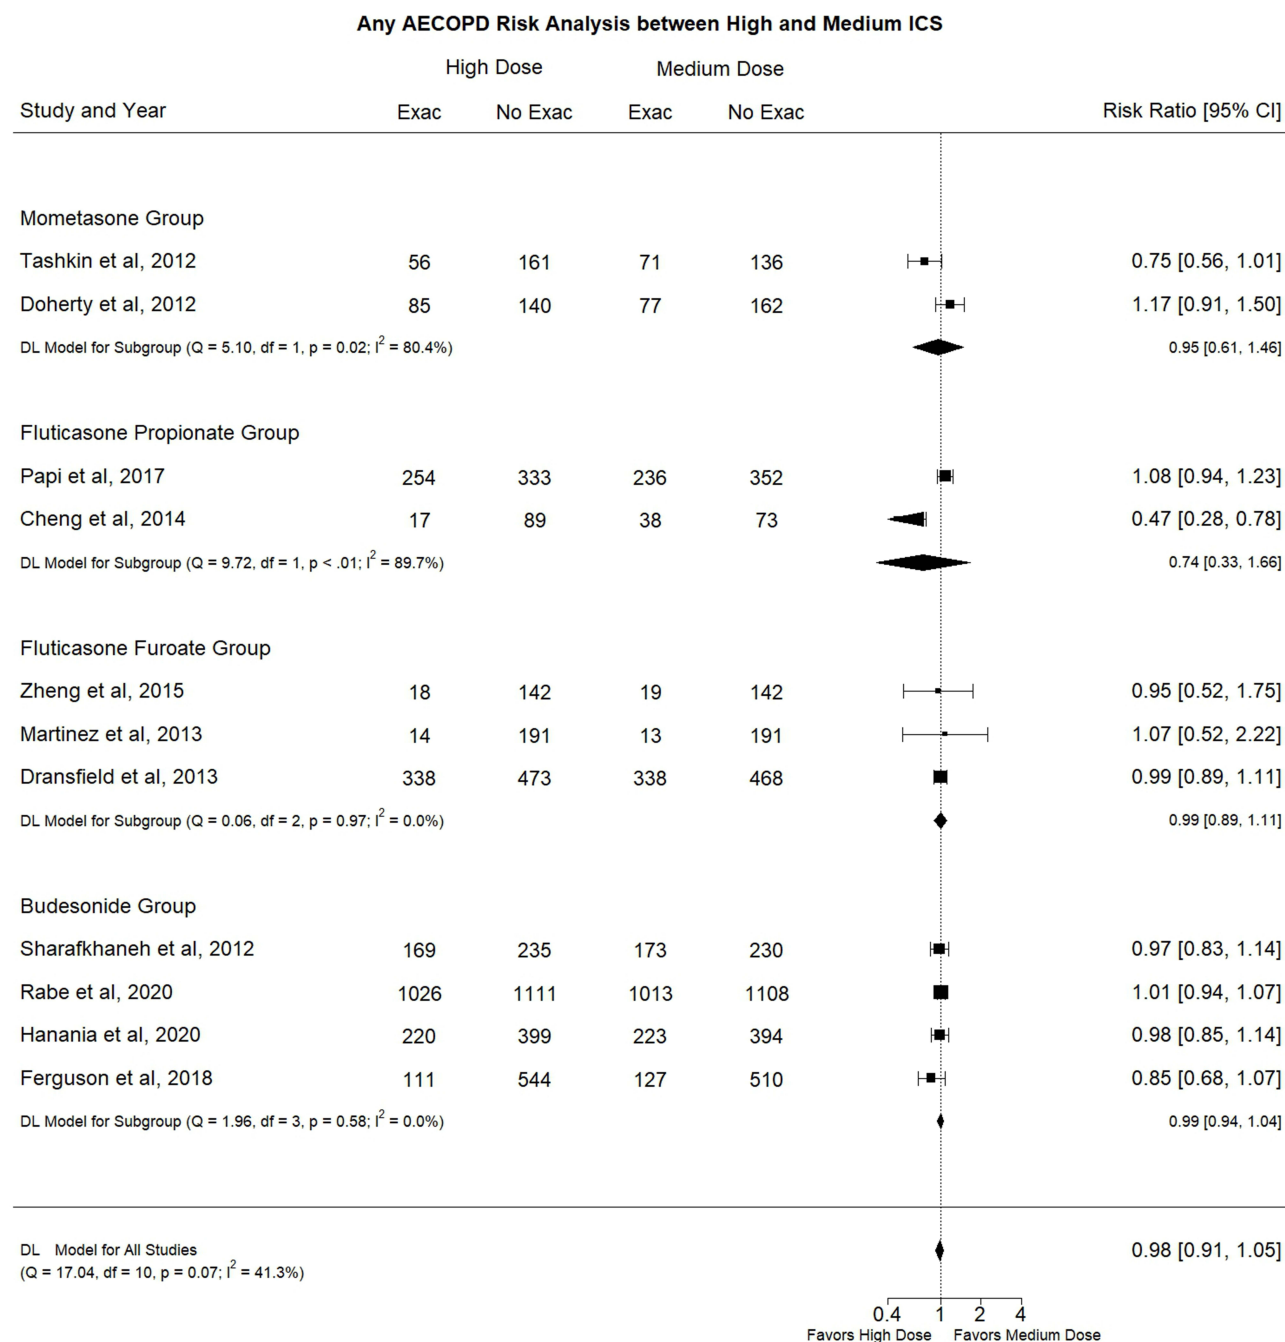 Any AECOPD Risk Analysis between High and Medium ICS
High Dose Medium Dose
Study and Year Exac No Exac Exac No Exac Risk Ratio [95% CI]
Mometasone Group
Tashkin et al, 2012 56 161 71 136 0.75 [0.56, 1.01]
Doherty et al, 2012 85 140 77 162 1.17 [0.91, 1.50]
DL Model for Subgroup (Q = 5.10, df = 1, p = 0.02; I² = 80.4%) 0.95 [0.61, 1.46]
Fluticasone Propionate Group
Papi et al, 2017 254 333 236 352 1.08 [0.94, 1.23]
Cheng et al, 2014 17 89 38 73 0.47 [0.28, 0.78]
DL Model for Subgroup (Q = 9.72, df = 1, p < .01; I² = 89.7%) 0.74 [0.33, 1.66]
Fluticasone Furoate Group
Zheng et al, 2015 18 142 19 142 0.95 [0.52, 1.75]
Martinez et al, 2013 14 191 13 191 1.07 [0.52, 2.22]
Dransfield et al, 2013 338 473 338 468 0.99 [0.89, 1.11]
DL Model for Subgroup (Q = 0.06, df = 2, p = 0.97; I² = 0.0%) 0.99 [0.89, 1.11]
Budesonide Group
Sharafkhaneh et al, 2012 169 235 173 230 0.97 [0.83, 1.14]
Rabe et al, 2020 1026 1111 1013 1108 1.01 [0.94, 1.07]
Hanania et al, 2020 220 399 223 394 0.98 [0.85, 1.14]
Ferguson et al, 2018 111 544 127 510 0.85 [0.68, 1.07]
DL Model for Subgroup (Q = 1.96, df = 3, p = 0.58; I² = 0.0%) 0.99 [0.94, 1.04]
DL Model for All Studies 0.98 [0.91, 1.05]
(Q = 17.04, df = 10, p = 0.07; I² = 41.3%)
0.4 1 2 4
Favors High Dose Favors Medium Dose